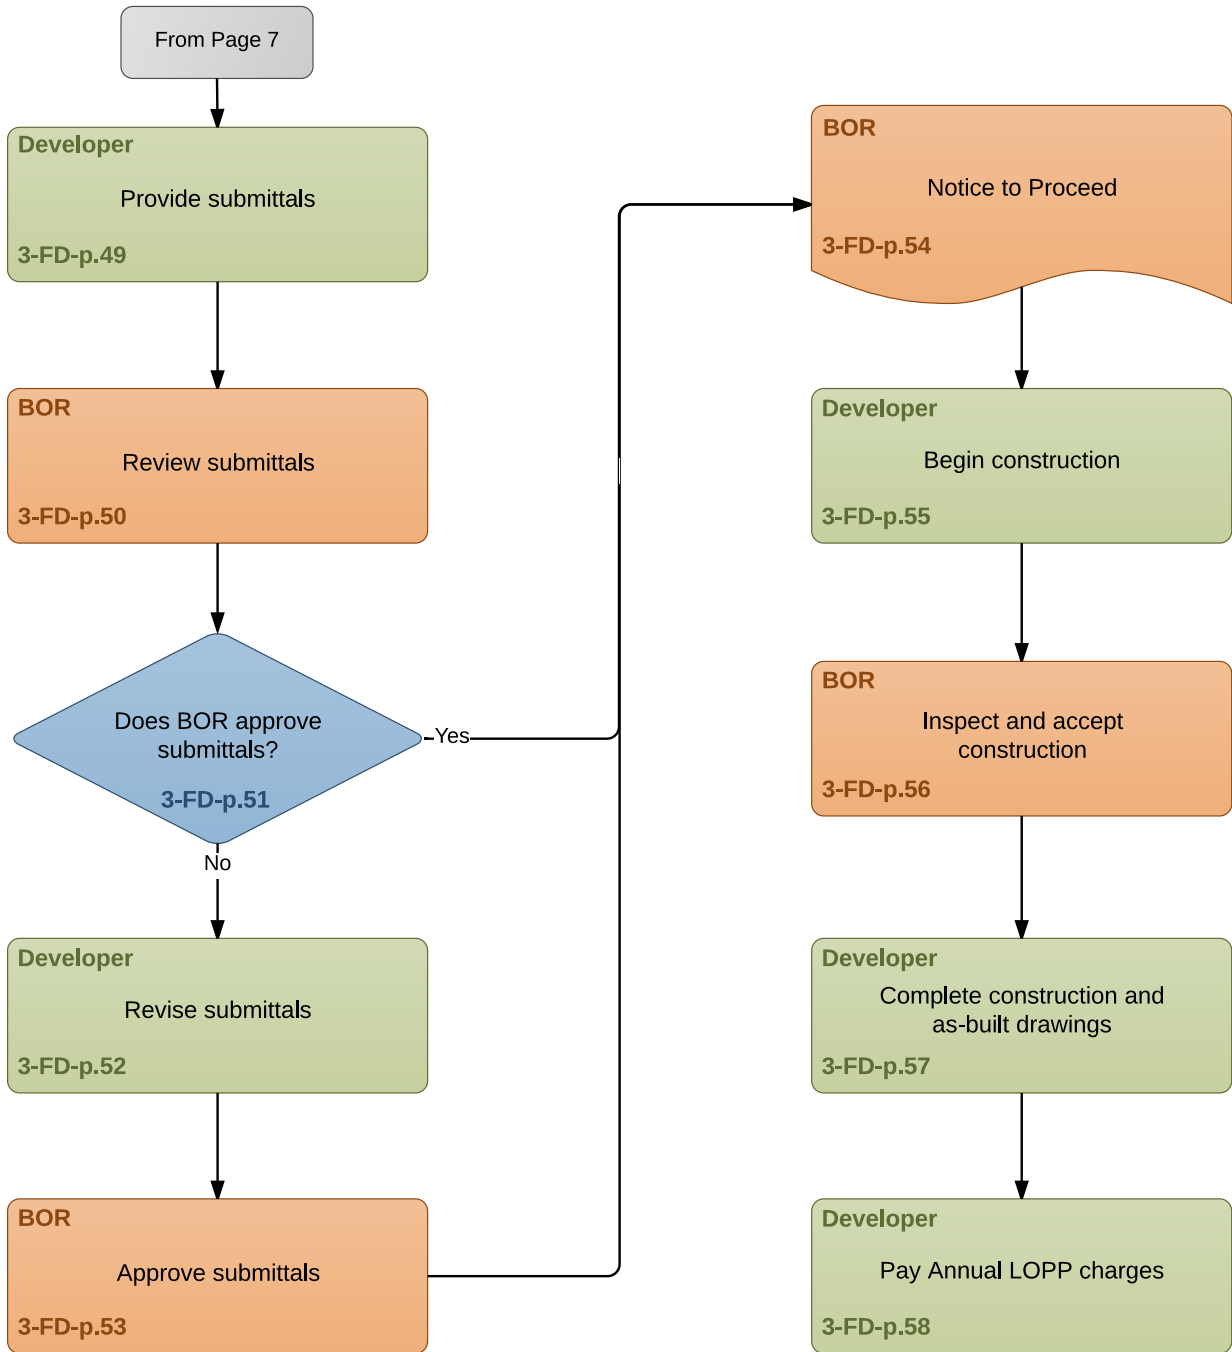 From Page 7
Developer
Provide submittals
3-FD-p.49
BOR
Review submittals
3-FD-p.50
Does BOR approve
submittals?
3-FD-p.51
Yes
No
Developer
Revise submittals
3-FD-p.52
BOR
Approve submittals
3-FD-p.53
BOR
Notice to Proceed
3-FD-p.54
Developer
Begin construction
3-FD-p.55
BOR
Inspect and accept
construction
3-FD-p.56
Developer
Complete construction and
as-built drawings
3-FD-p.57
Developer
Pay Annual LOPP charges
3-FD-p.58